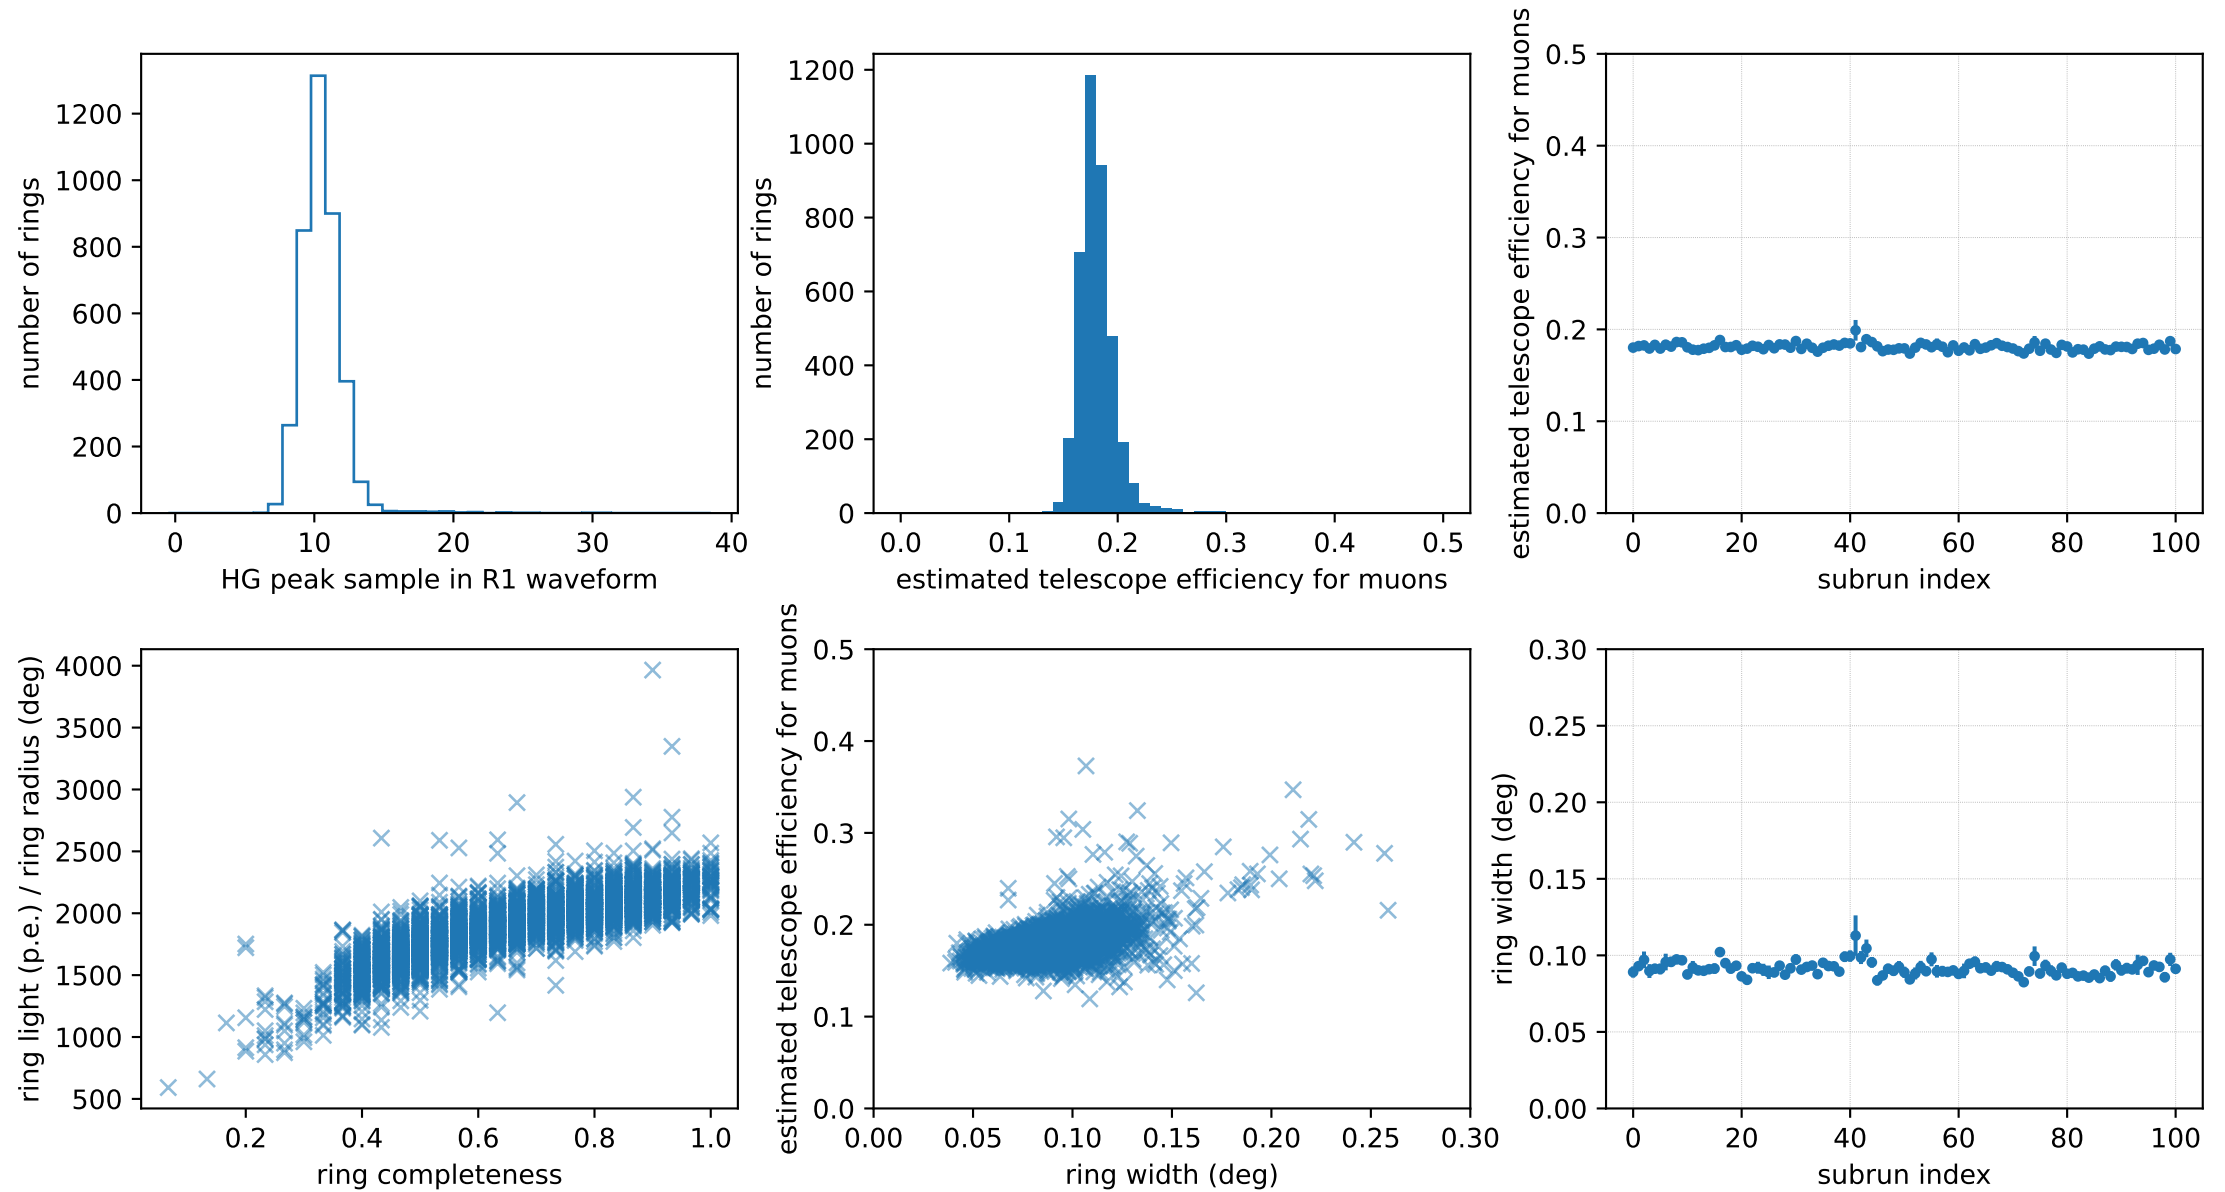 number of rings
1200
1000
800
600
400
200
0
0 10 20 30 40
HG peak sample in R1 waveform
number of rings
1200
1000
800
600
400
200
0
0.0 0.1 0.2 0.3 0.4 0.5
estimated telescope efficiency for muons
estimated telescope efficiency for muons
0.5
0.4
0.3
0.2
0.1
0.0
0 20 40 60 80 100
subrun index
ring light (p.e.) / ring radius (deg)
4000
3500
3000
2500
2000
1500
1000
500
0.2 0.4 0.6 0.8 1.0
ring completeness
estimated telescope efficiency for muons
0.5
0.4
0.3
0.2
0.1
0.0
0.00 0.05 0.10 0.15 0.20 0.25 0.30
ring width (deg)
ring width (deg)
0.30
0.25
0.20
0.15
0.10
0.05
0.00
0 20 40 60 80 100
subrun index